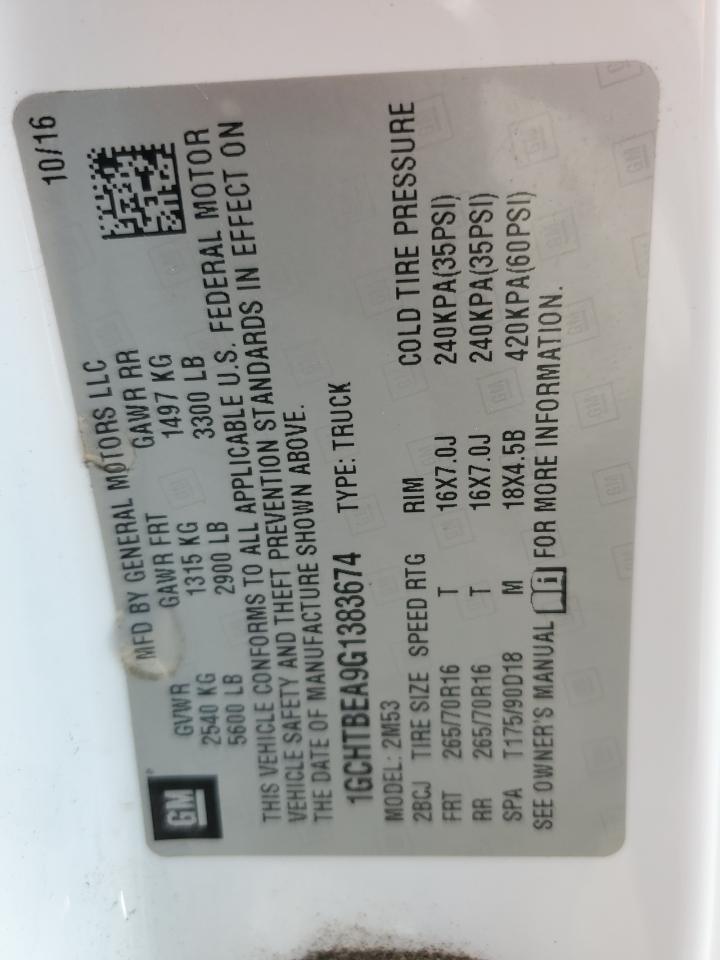 GM
MFD BY GENERAL MOTORS LLC 10/16
GVWR GAWR FRT GAWR RR
2540 KG 1315 KG 1497 KG
5600 LB 2900 LB 3300 LB
THIS VEHICLE CONFORMS TO ALL APPLICABLE U.S. FEDERAL MOTOR
VEHICLE SAFETY AND THEFT PREVENTION STANDARDS IN EFFECT ON
THE DATE OF MANUFACTURE SHOWN ABOVE.
1GCHTBEA9G1383674 TYPE: TRUCK
MODEL: 2M53
2BCJ TIRE SIZE SPEED RTG RIM COLD TIRE PRESSURE
FRT 265/70R16 T 16X7.0J 240KPA(35PSI)
RR 265/70R16 T 16X7.0J 240KPA(35PSI)
SPA T175/90D18 M 18X4.5B 420KPA(60PSI)
SEE OWNER'S MANUAL FOR MORE INFORMATION.